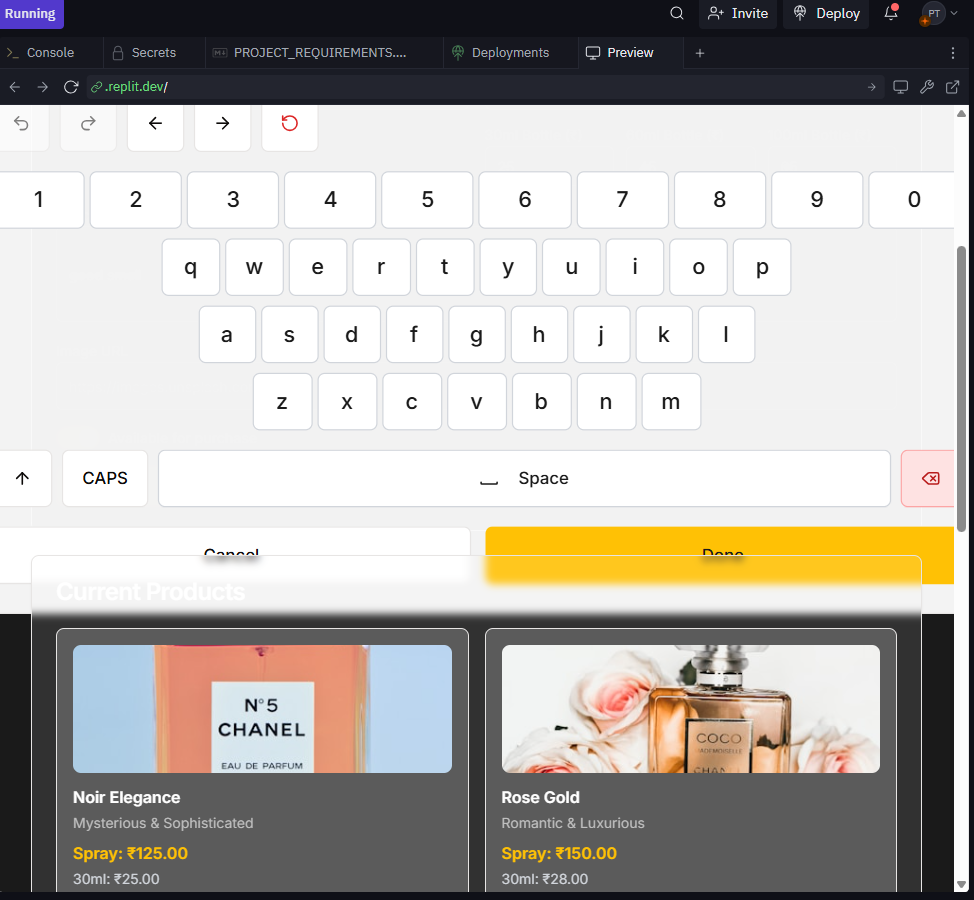 Running
Invite
Deploy
PT
Console
Secrets
PROJECT_REQUIREMENTS....
Deployments
Preview
.replit.dev/
1 2 3 4 5 6 7 8 9 0
q w e r t y u i o p
a s d f g h j k l
z x c v b n m
CAPS
Space
Cancel
Done
Current Products
N°5
CHANEL
EAU DE PARFUM
COCO
MADEMOISELLE
CHANEL
Noir Elegance
Rose Gold
Mysterious & Sophisticated
Romantic & Luxurious
Spray: ₹125.00
Spray: ₹150.00
30ml: ₹25.00
30ml: ₹28.00